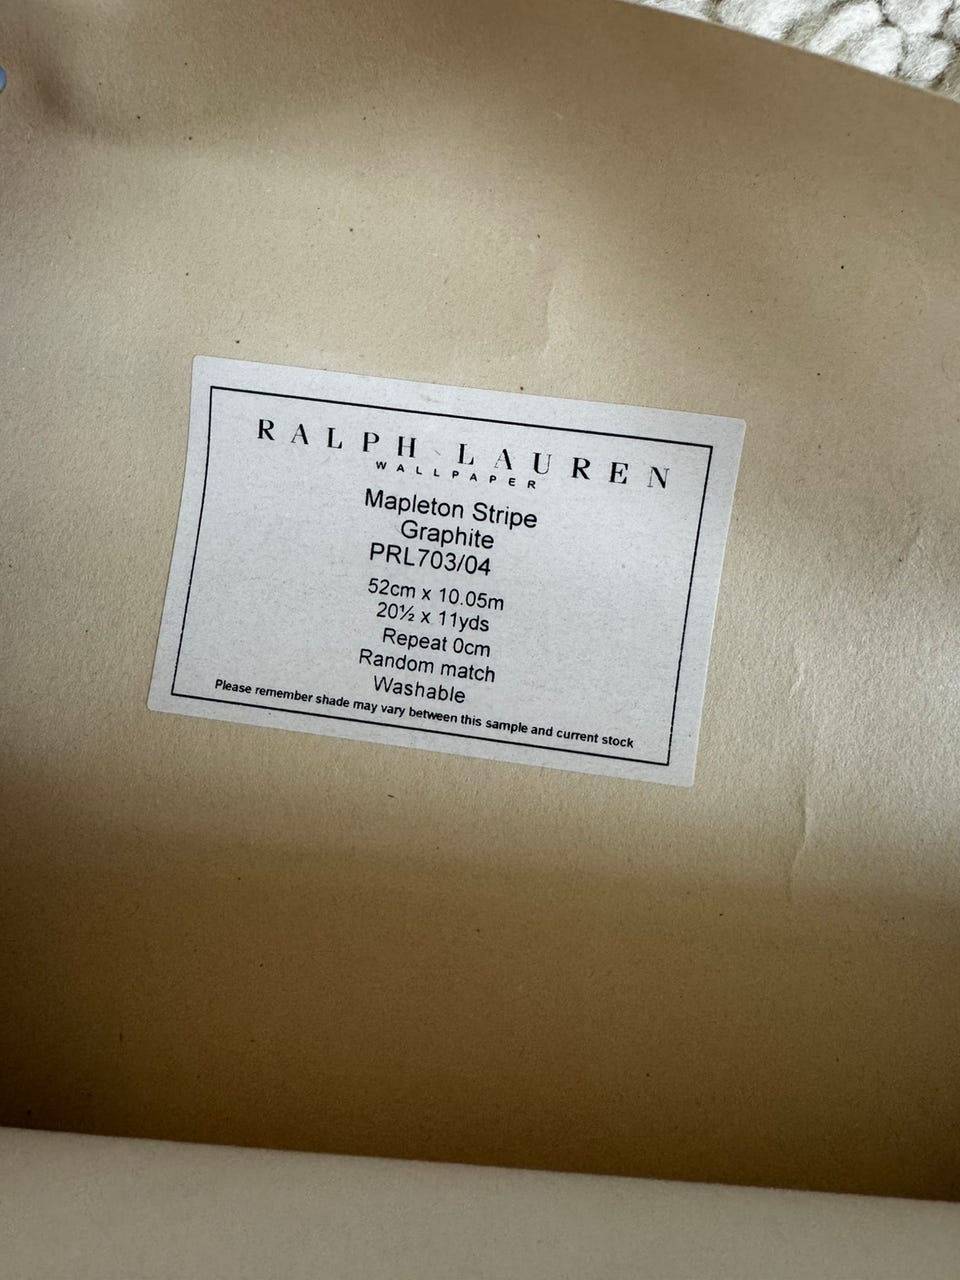 RALPH LAUREN
WALLPAPER
Mapleton Stripe
Graphite
PRL703/04
52cm x 10.05m
20½ x 11yds
Repeat 0cm
Random match
Washable
Please remember shade may vary between this sample and current stock